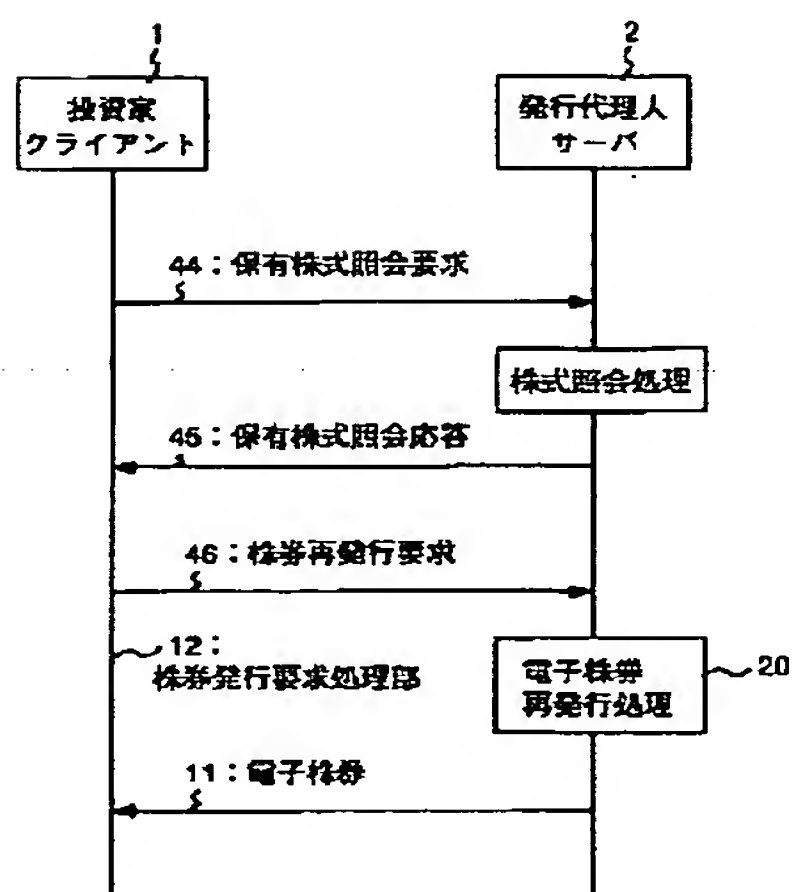 1
2
投資家
クライアント
発行代理人
サーバ
44：保有株式照会要求
株式照会処理
45：保有株式照会応答
46：株券再発行要求
12：
株券発行要求処理部
電子株券
再発行処理
20
11：電子株券